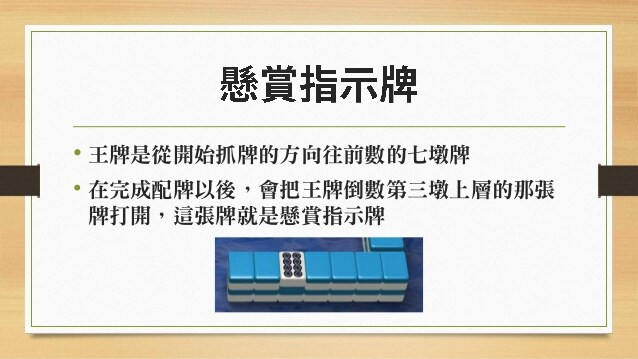 懸賞指示牌
• 王牌是從開始抓牌的方向往前數的七墩牌
• 在完成配牌以後，會把王牌倒數第三墩上層的那張
牌打開，這張牌就是懸賞指示牌